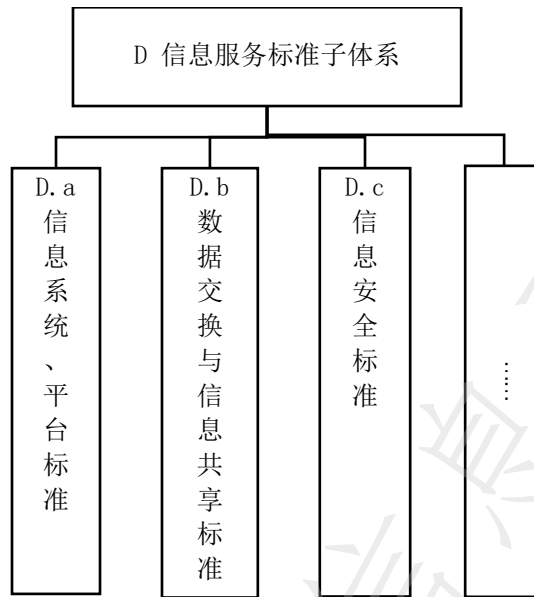 D 信息服务标准子体系
D.a
信息系统、平台标准
D.b
数据交换与信息共享标准
D.c
信息安全标准
……